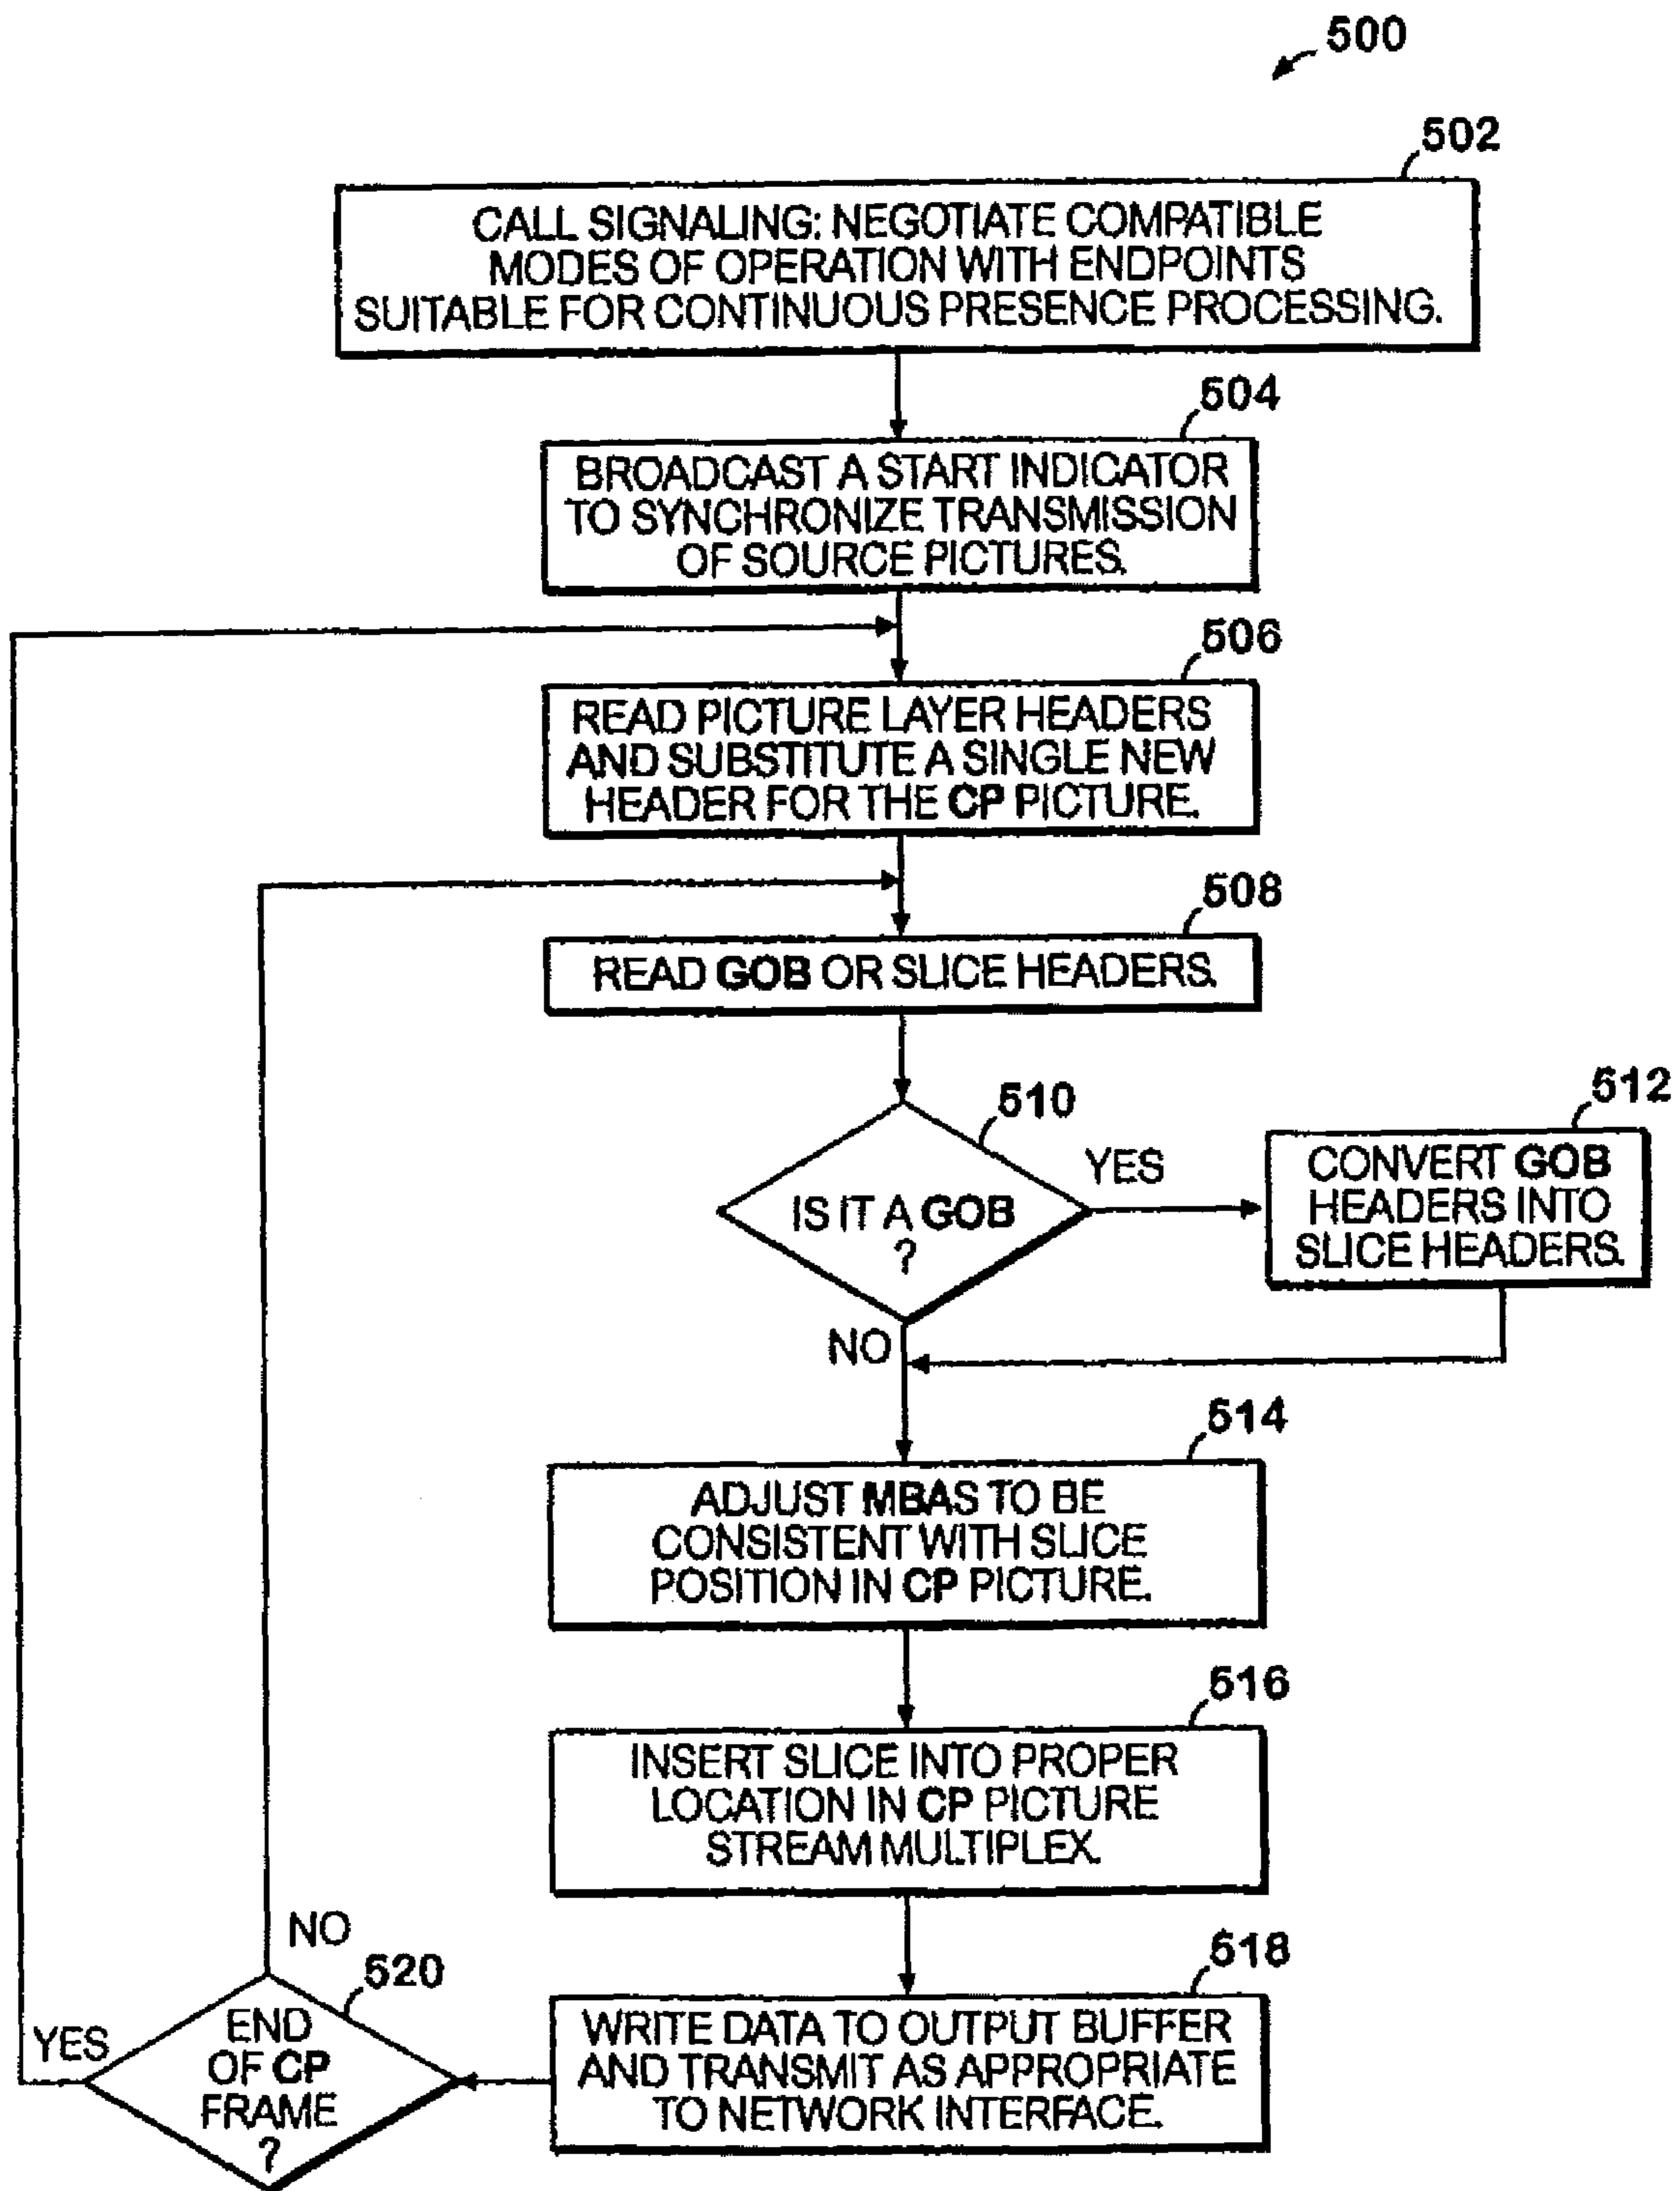 500
502
CALL SIGNALING: NEGOTIATE COMPATIBLE
MODES OF OPERATION WITH ENDPOINTS
SUITABLE FOR CONTINUOUS PRESENCE PROCESSING.
504
BROADCAST A START INDICATOR
TO SYNCHRONIZE TRANSMISSION
OF SOURCE PICTURES.
506
READ PICTURE LAYER HEADERS
AND SUBSTITUTE A SINGLE NEW
HEADER FOR THE CP PICTURE.
508
READ GOB OR SLICE HEADERS.
510
IS IT A GOB
?
YES
512
CONVERT GOB
HEADERS INTO
SLICE HEADERS.
NO
514
ADJUST MBAS TO BE
CONSISTENT WITH SLICE
POSITION IN CP PICTURE.
516
INSERT SLICE INTO PROPER
LOCATION IN CP PICTURE
STREAM MULTIPLEX.
518
WRITE DATA TO OUTPUT BUFFER
AND TRANSMIT AS APPROPRIATE
TO NETWORK INTERFACE.
520
END
OF CP
FRAME
?
NO
YES